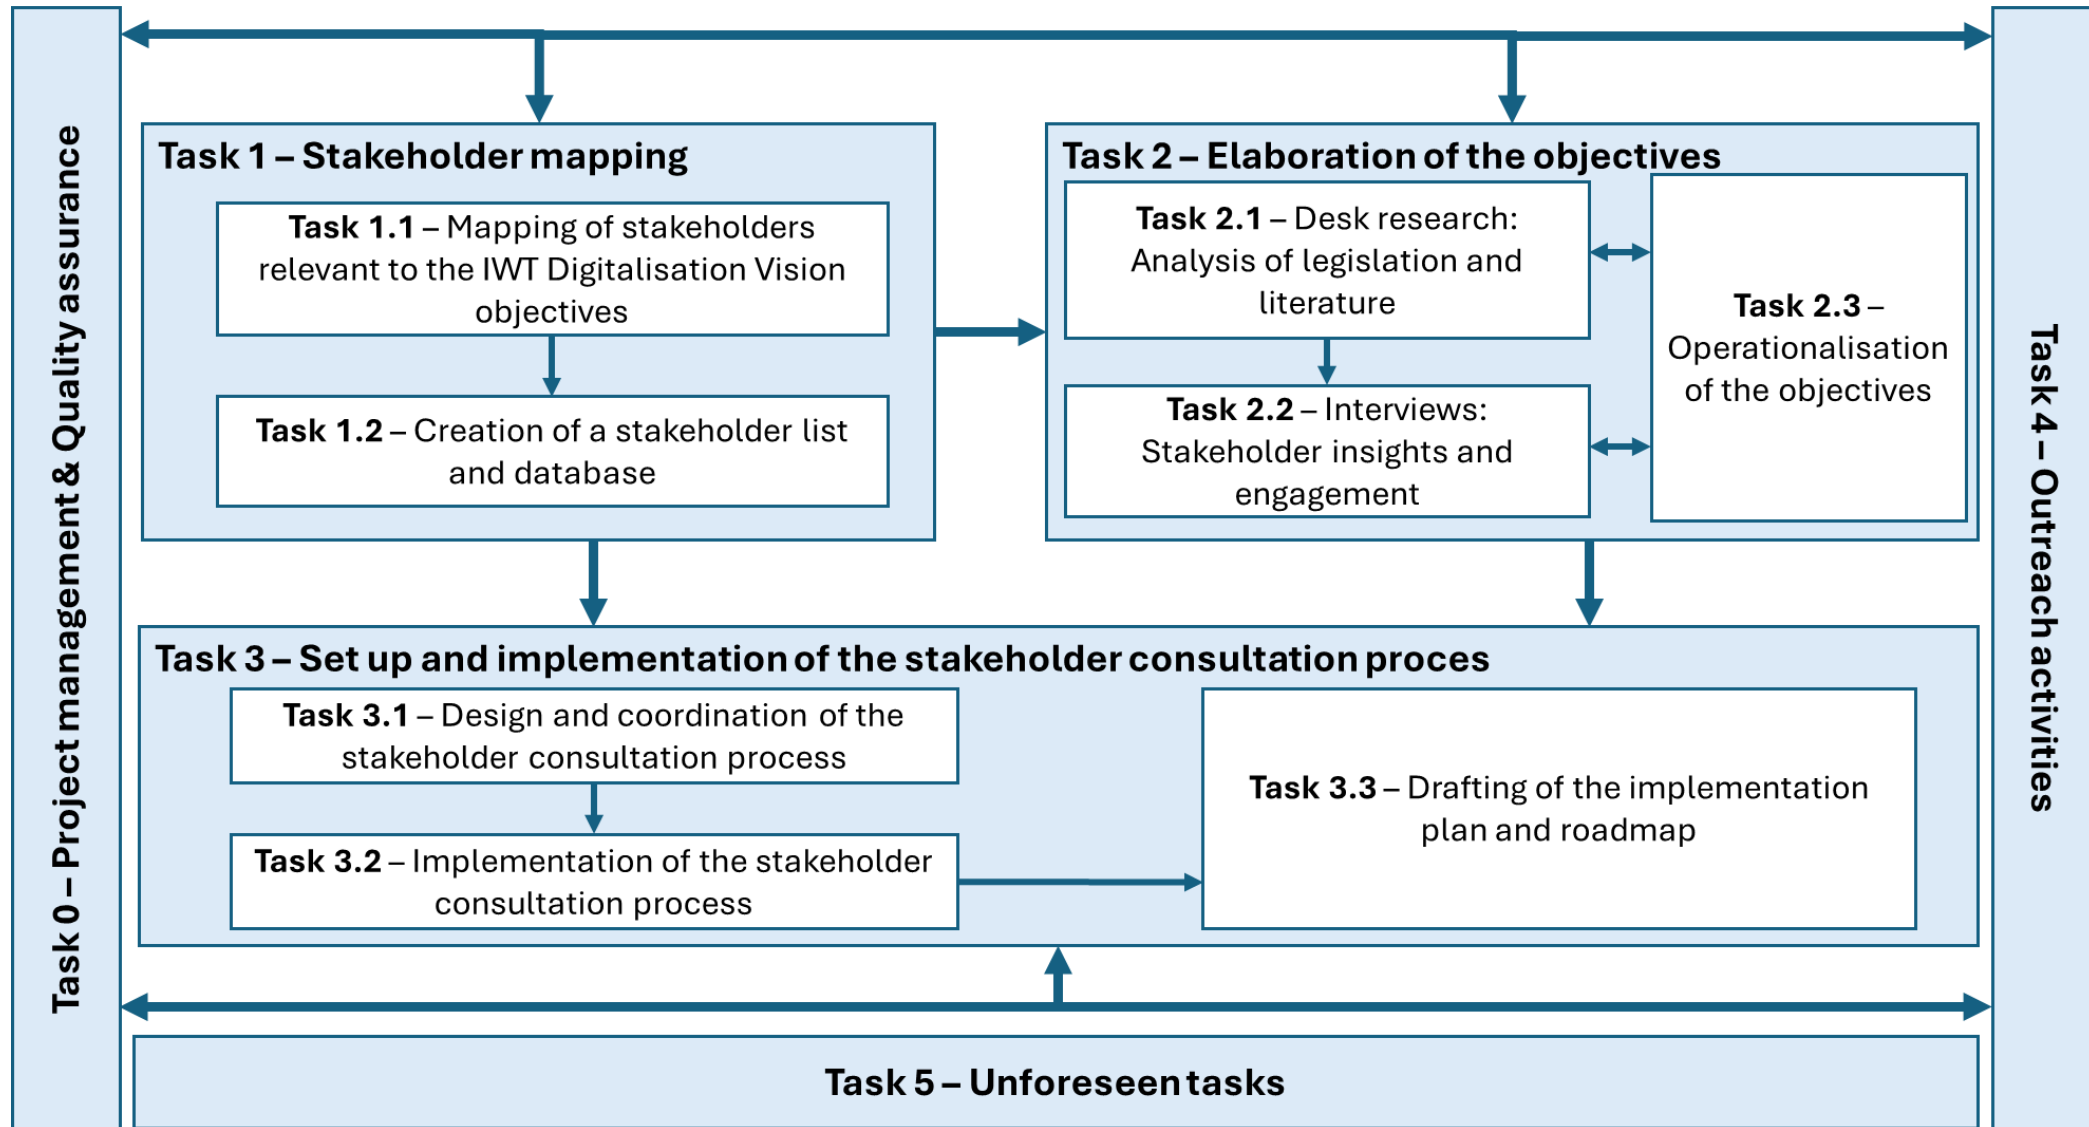 Task 0 – Project management & Quality assurance
Task 1 – Stakeholder mapping
Task 1.1 – Mapping of stakeholders
relevant to the IWT Digitalisation Vision
objectives
Task 1.2 – Creation of a stakeholder list
and database
Task 2 – Elaboration of the objectives
Task 2.1 – Desk research:
Analysis of legislation and
literature
Task 2.2 – Interviews:
Stakeholder insights and
engagement
Task 2.3 –
Operationalisation
of the objectives
Task 3 – Set up and implementation of the stakeholder consultation proces
Task 3.1 – Design and coordination of the
stakeholder consultation process
Task 3.2 – Implementation of the stakeholder
consultation process
Task 3.3 – Drafting of the implementation
plan and roadmap
Task 4 – Outreach activities
Task 5 – Unforeseen tasks